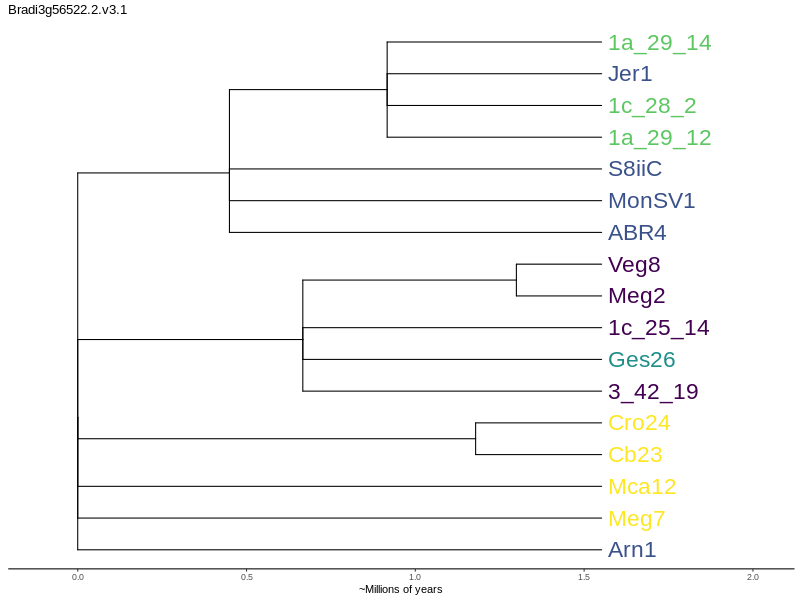 Bradi3g56522.2.v3.1
1a_29_14
Jer1
1c_28_2
1a_29_12
S8iiC
MonSV1
ABR4
Veg8
Meg2
1c_25_14
Ges26
3_42_19
Cro24
Cb23
Mca12
Meg7
Arn1
0.0 0.5 1.0 1.5 2.0
~Millions of years